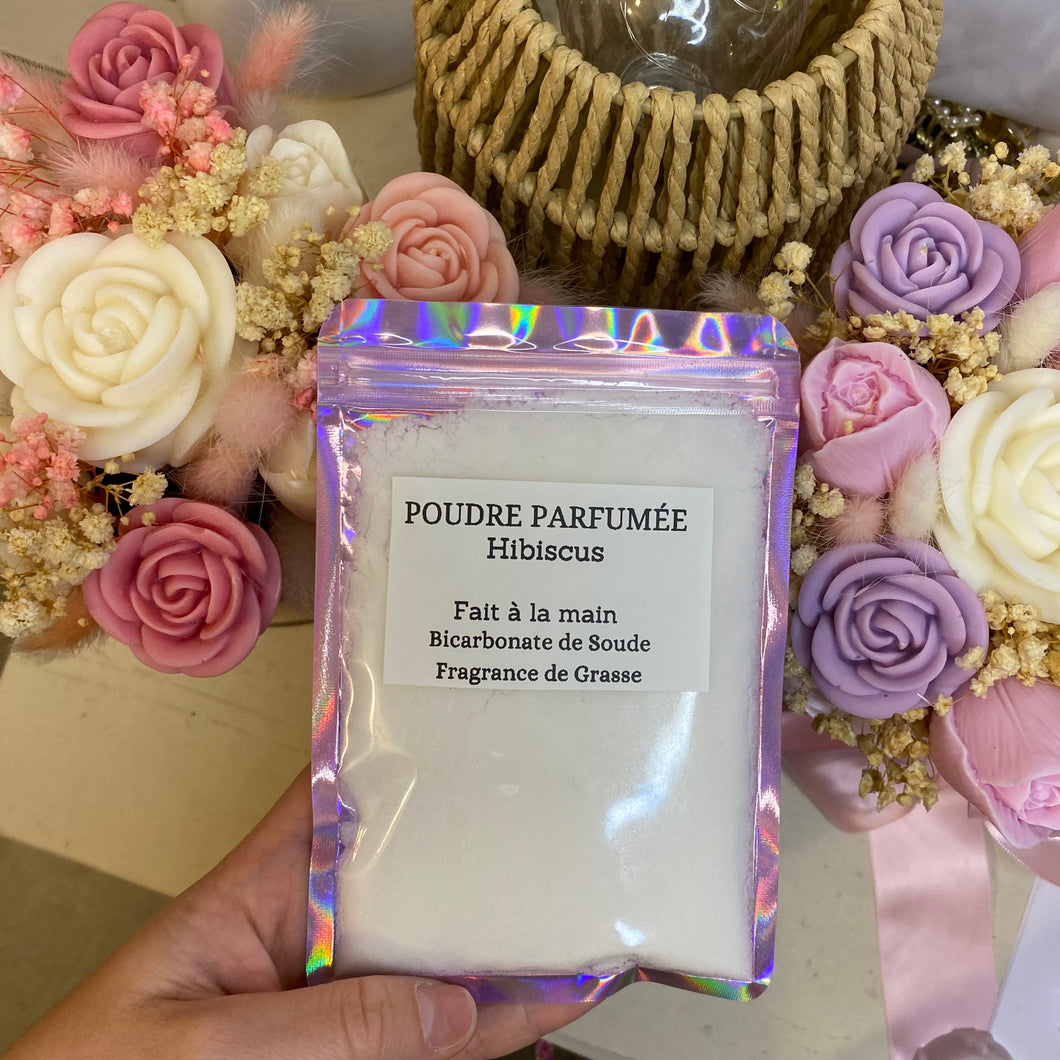 POUDRE PARFUMÉE
Hibiscus
Fait à la main
Bicarbonate de Soude
Fragrance de Grasse